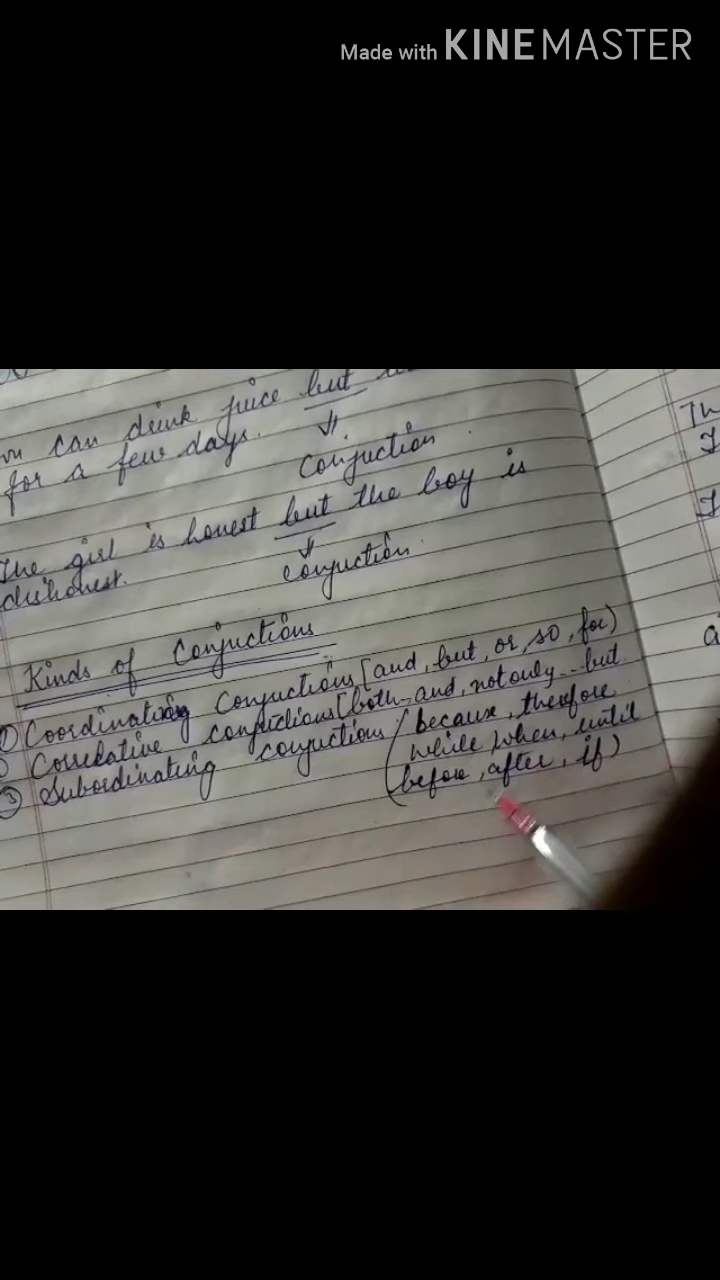 Made with KINEMASTER
can drink juice but
for a few days.
Conjuction
The girl is honest but the boy is
dishonest.
conjuction
Kinds of Conjuctions
Coordinating Conjuctions [and, but, or, so, for)
Correlative conjuctions [both-and, not only...but
③ Subordinating conjuctions (because, therefore
while, when, until
before, after, if)
Th
I
I
a